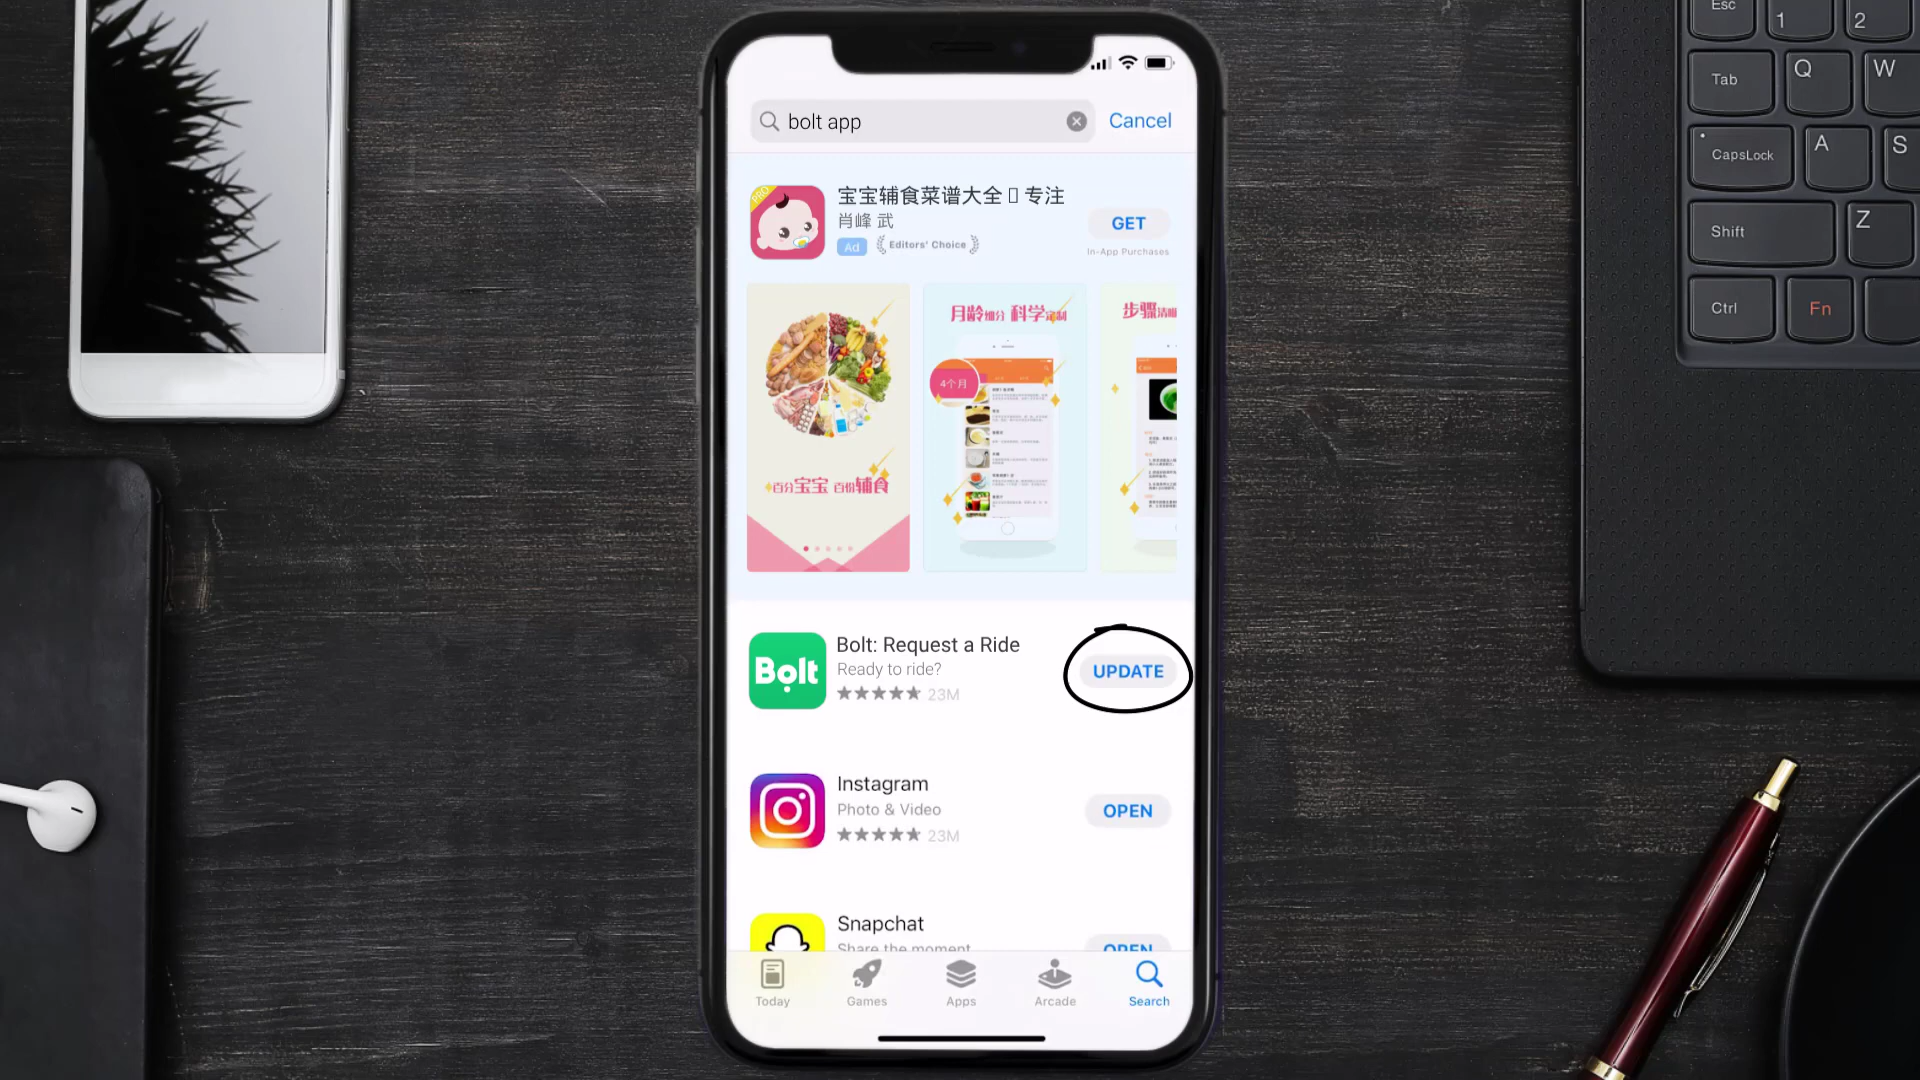 bolt app
Cancel
PRO
宝宝辅食菜谱大全 专注
肖峰 武
Ad
Editors' Choice
GET
In-App Purchases
百分宝宝 百份辅食
月龄细分 科学定制
4个月
步骤清晰
Bolt
Bolt: Request a Ride
Ready to ride?
23M
UPDATE
Instagram
Photo & Video
23M
OPEN
Snapchat
Share the moment
OPEN
Today
Games
Apps
Arcade
Search
Esc
1
2
Tab
Q
W
CapsLock
A
S
Shift
Z
Ctrl
Fn